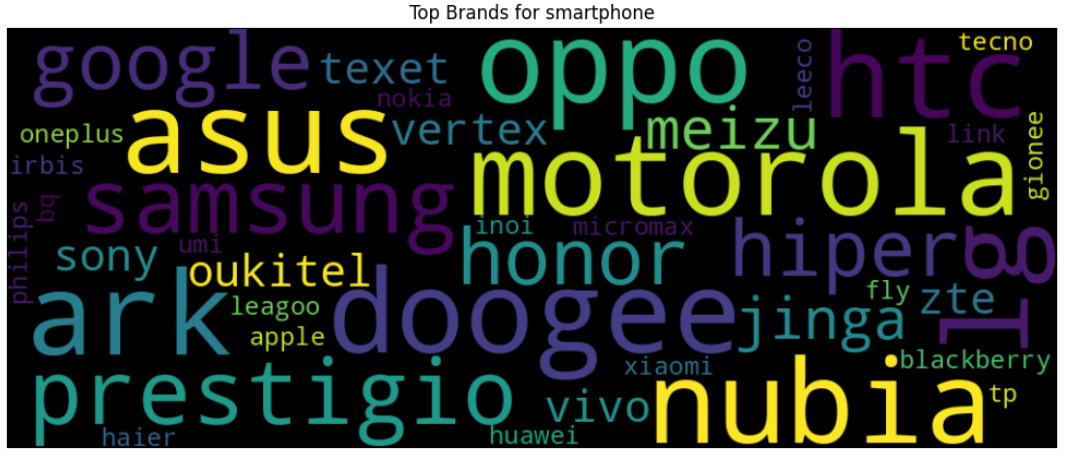 Top Brands for smartphone
google
texet
oppo
leeco
htc
tecno
nokia
oneplus
asus
vertex
meizu
link
gionee
irbis
motorola
samsung
bq
philips
umi
inoi
micromax
honor
hiper
lg
sony
oukitel
ark
leagoo
doogee
fly
zte
jinga
apple
prestigio
xiaomi
blackberry
nubia
tp
vivo
haier
huawei